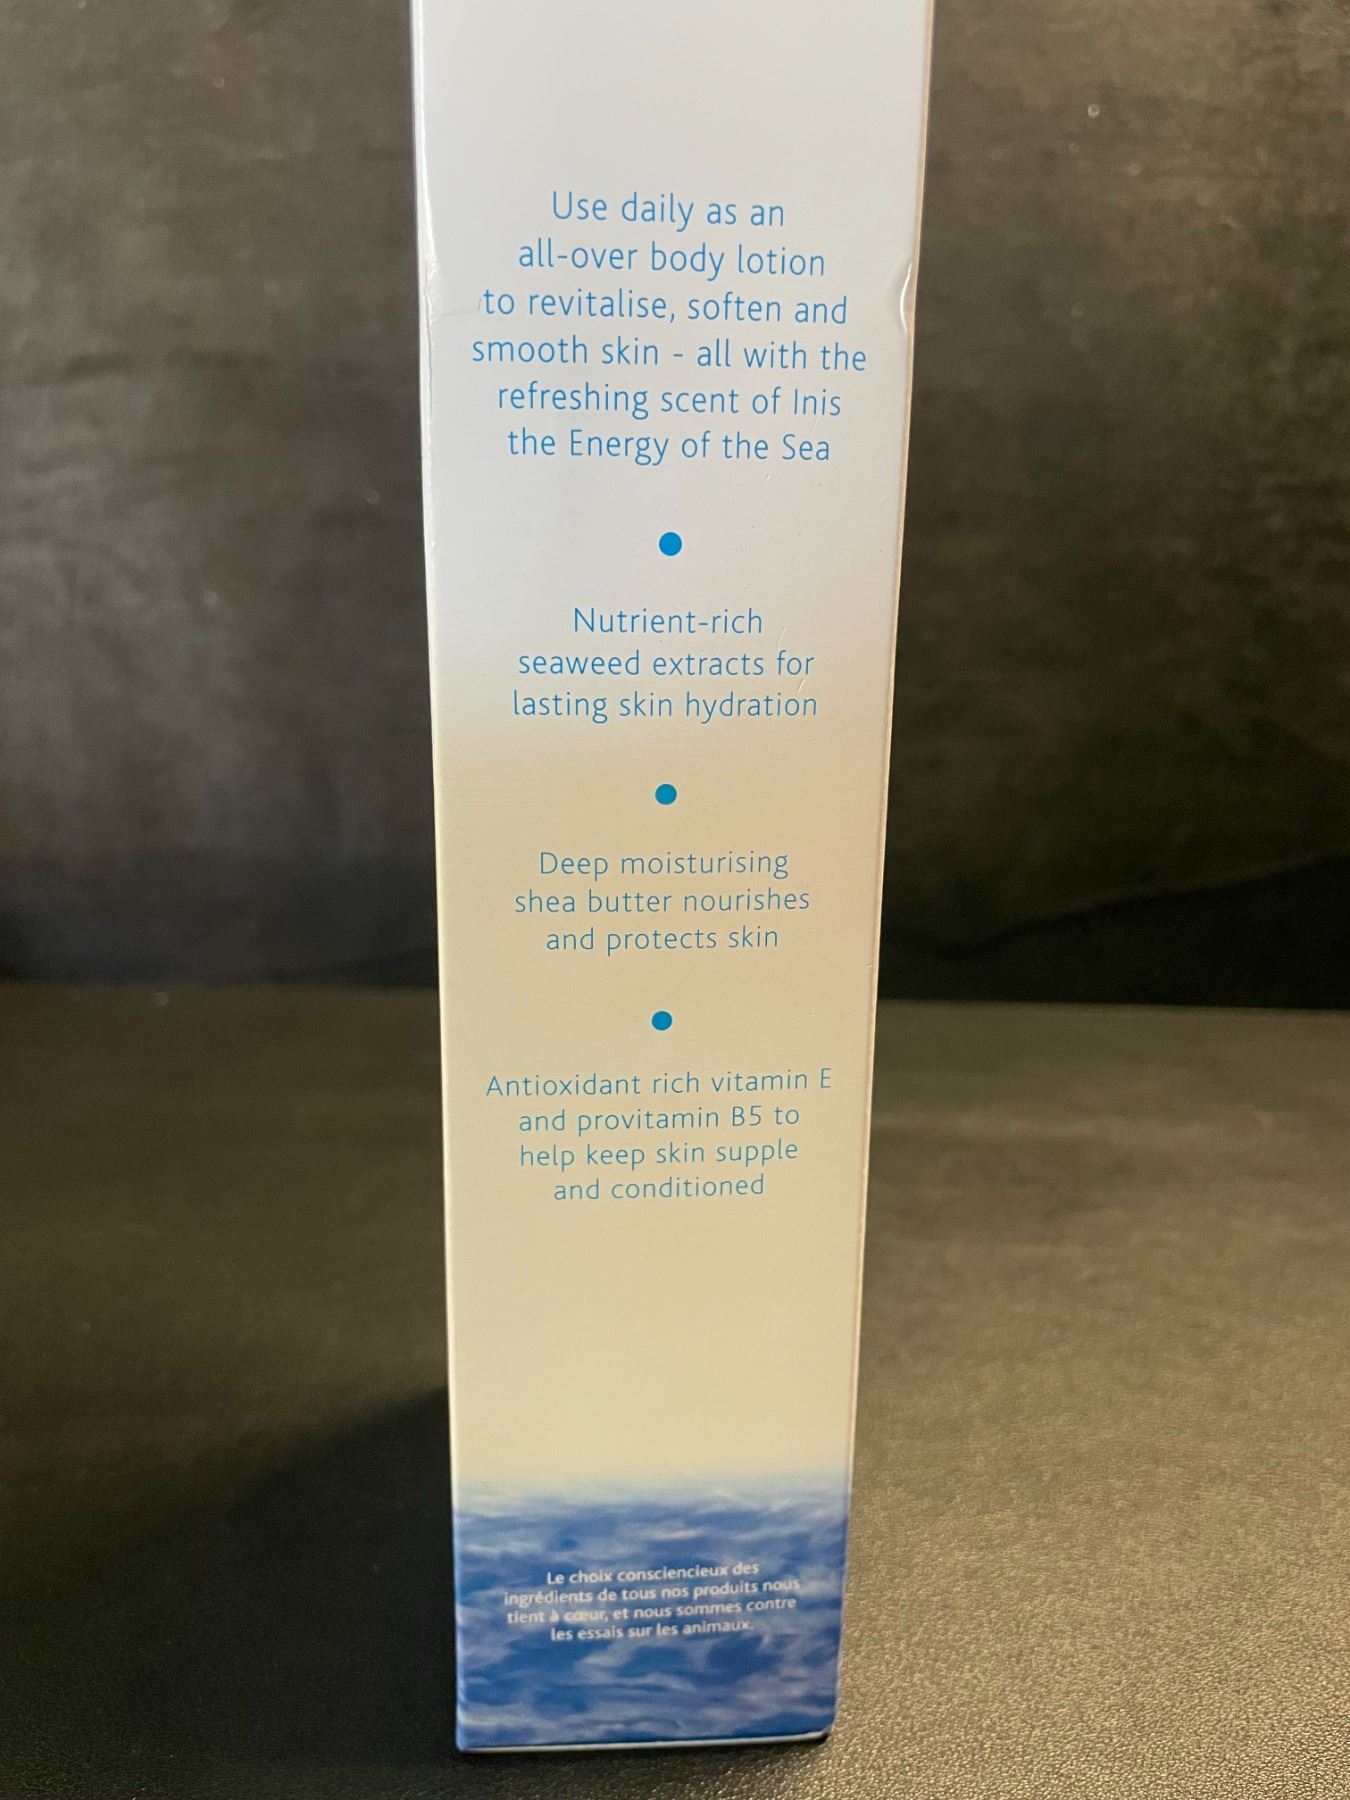 Use daily as an
all-over body lotion
to revitalise, soften and
smooth skin - all with the
refreshing scent of Inis
the Energy of the Sea
Nutrient-rich
seaweed extracts for
lasting skin hydration
Deep moisturising
shea butter nourishes
and protects skin
Antioxidant rich vitamin E
and provitamin B5 to
help keep skin supple
and conditioned
Le choix consciencieux des
ingrédients de tous nos produits nous
tient à cœur, et nous sommes contre
les essais sur les animaux.